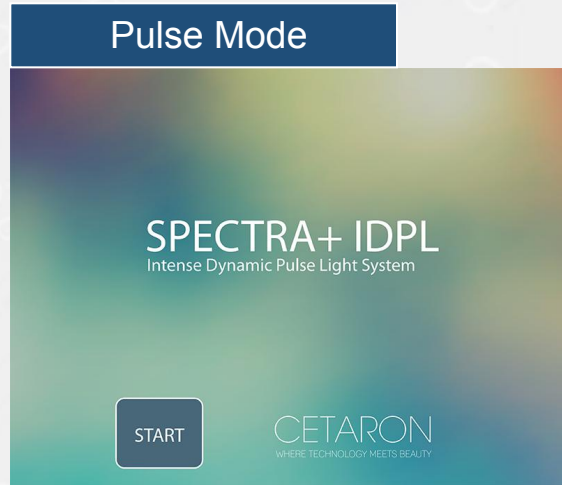 Pulse Mode
SPECTRA+ IDPL
Intense Dynamic Pulse Light System
START
CETARON
WHERE TECHNOLOGY MEETS BEAUTY